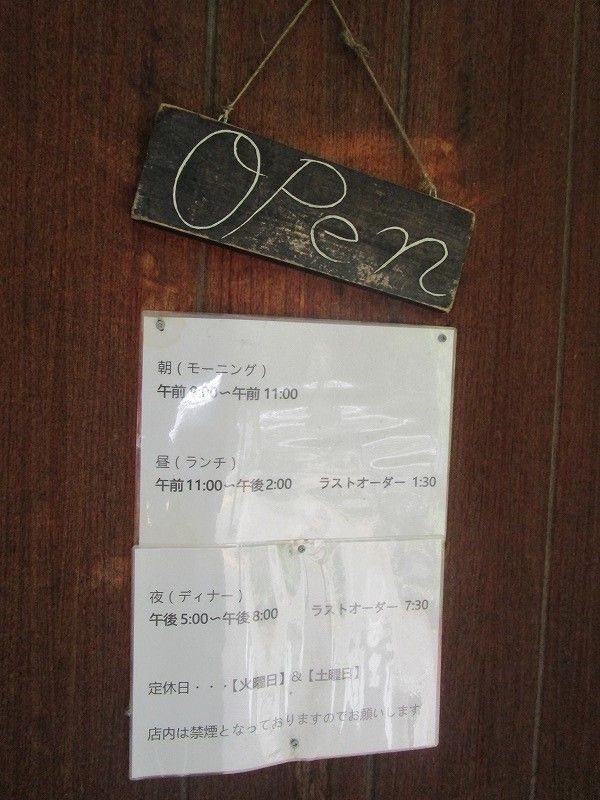 Open
朝（モーニング）
午前 9:00～午前 11:00
昼（ランチ）
午前 11:00～午後 2:00 ラストオーダー 1:30
夜（ディナー）
午後 5:00～午後 8:00 ラストオーダー 7:30
定休日・・・【火曜日】＆【土曜日】
店内は禁煙となっておりますのでお願いします